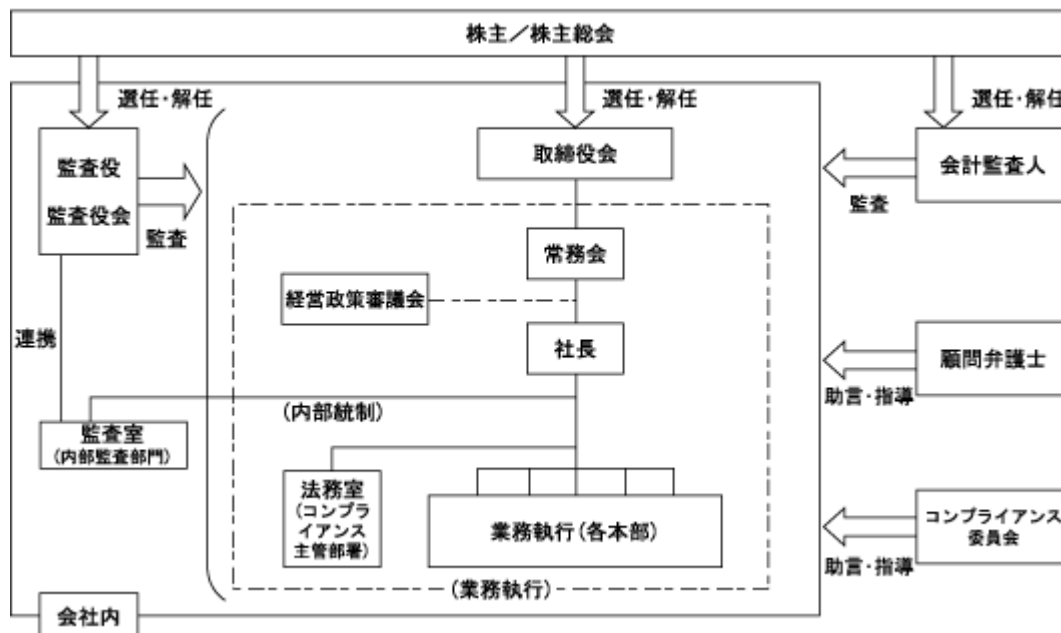 株主/株主総会
選任・解任
選任・解任
選任・解任
監査役
監査役会
監査
取締役会
会計監査人
監査
常務会
経営政策審議会
社長
連携
顧問弁護士
助言・指導
(内部統制)
監査室
(内部監査部門)
法務室
(コンプラ
イアンス
主管部署)
業務執行(各本部)
コンプライアンス
委員会
助言・指導
(業務執行)
会社内